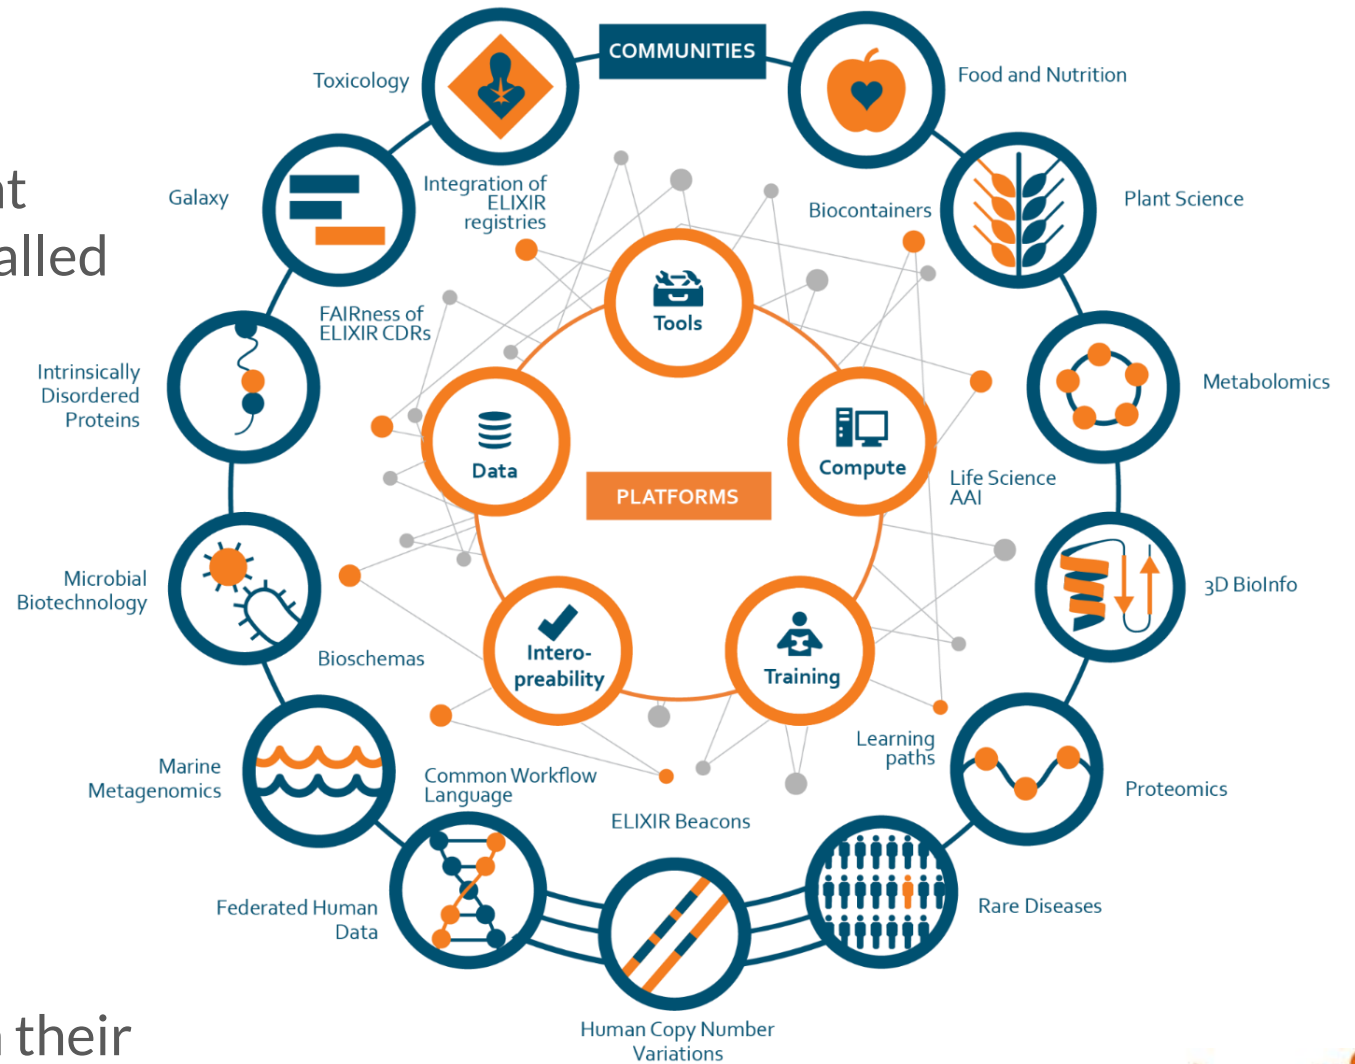 COMMUNITIES
Toxicology
Food and Nutrition
nt
alled
Galaxy
Integration of
ELIXIR
registries
Biocontainers
Plant Science
FAIRness of
ELIXIR CDRs
Tools
Intrinsically
Disordered
Proteins
Metabolomics
Data
Compute
PLATFORMS
Life Science
AAI
Microbial
Biotechnology
3D BioInfo
Bioschemas
Intero-
preability
Training
Marine
Metagenomics
Common Workflow
Language
Learning
paths
Proteomics
ELIXIR Beacons
Federated Human
Data
Rare Diseases
Human Copy Number
Variations
their